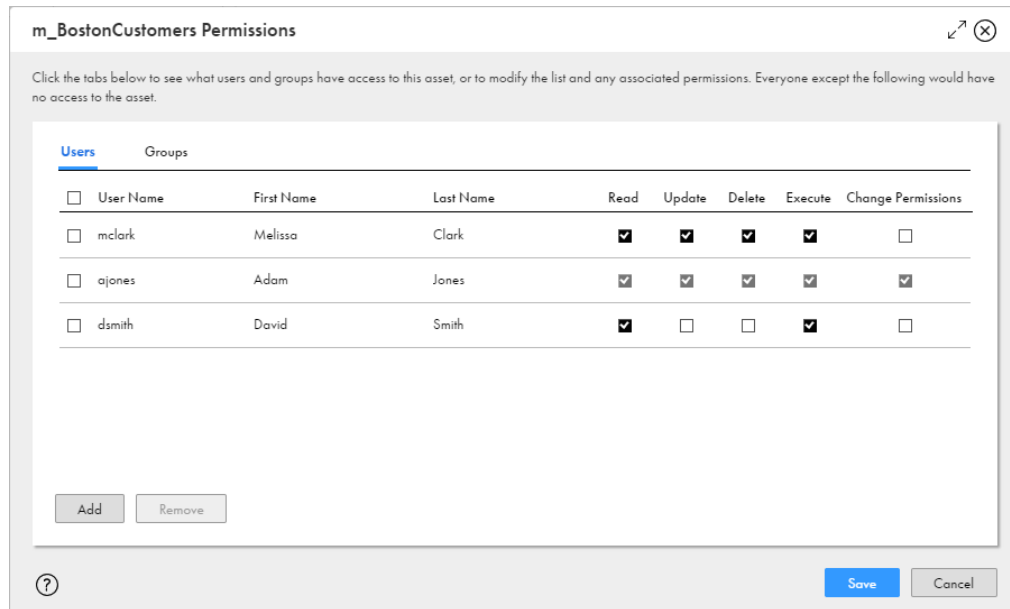 m_BostonCustomers Permissions
Click the tabs below to see what users and groups have access to this asset, or to modify the list and any associated permissions. Everyone except the following would have
no access to the asset.
Users Groups
User Name First Name Last Name Read Update Delete Execute Change Permissions
mclark Melissa Clark
ajones Adam Jones
dsmith David Smith
Add Remove
? Save Cancel